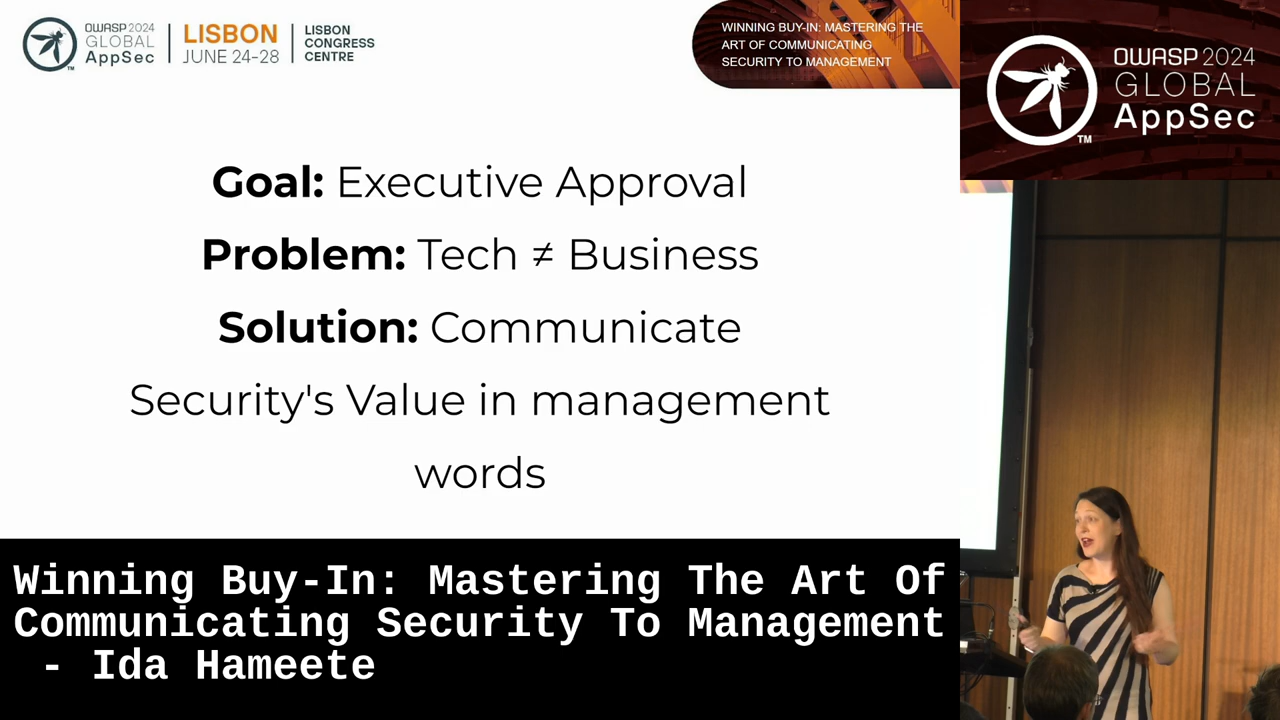 OWASP 2024
GLOBAL
AppSec
TM
LISBON
JUNE 24-28
LISBON
CONGRESS
CENTRE
WINNING BUY-IN: MASTERING THE
ART OF COMMUNICATING
SECURITY TO MANAGEMENT
OWASP 2024
GLOBAL
AppSec
TM
Goal: Executive Approval
Problem: Tech ≠ Business
Solution: Communicate
Security's Value in management
words
Winning Buy-In: Mastering The Art Of
Communicating Security To Management
- Ida Hameete